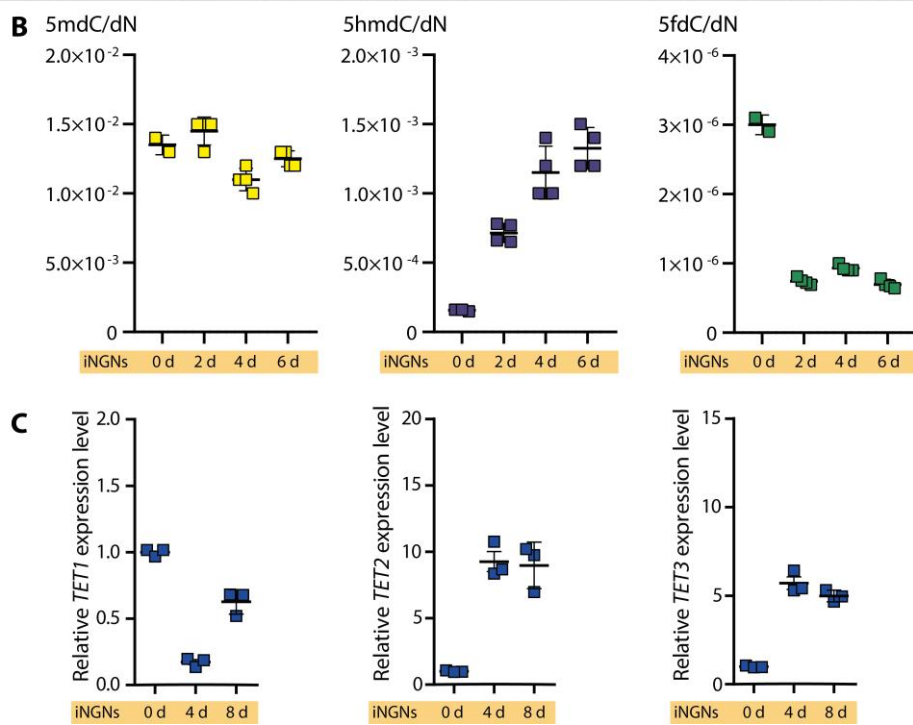 B
5mdC/dN
2.0×10⁻²
1.5×10⁻²
1.0×10⁻²
5.0×10⁻³
0
iNGNs 0 d 2 d 4 d 6 d
5hmdC/dN
2.0×10⁻³
1.5×10⁻³
1.0×10⁻³
5.0×10⁻⁴
0
iNGNs 0 d 2 d 4 d 6 d
5fdC/dN
4×10⁻⁶
3×10⁻⁶
2×10⁻⁶
1×10⁻⁶
0
iNGNs 0 d 2 d 4 d 6 d
C
Relative TET1 expression level
2.0
1.5
1.0
0.5
0.0
iNGNs 0 d 4 d 8 d
Relative TET2 expression level
20
15
10
5
0
iNGNs 0 d 4 d 8 d
Relative TET3 expression level
15
10
5
0
iNGNs 0 d 4 d 8 d